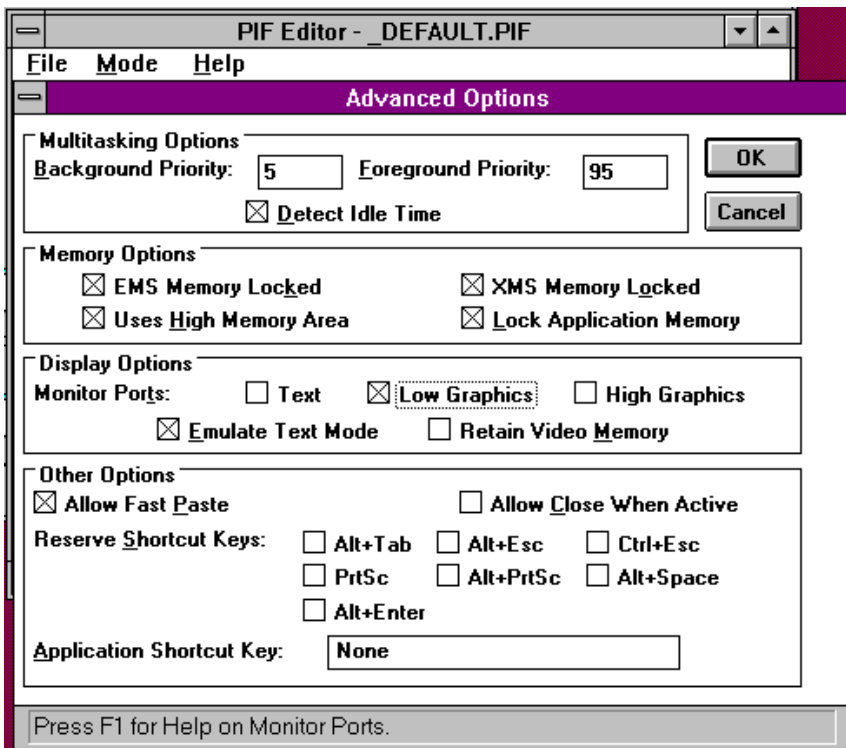 PIF Editor - _DEFAULT.PIF
File Mode Help
Advanced Options
Multitasking Options
Background Priority: 5 Foreground Priority: 95
OK
Detect Idle Time
Cancel
Memory Options
EMS Memory Locked XMS Memory Locked
Uses High Memory Area Lock Application Memory
Display Options
Monitor Ports: Text Low Graphics High Graphics
Emulate Text Mode Retain Video Memory
Other Options
Allow Fast Paste Allow Close When Active
Reserve Shortcut Keys: Alt+Tab Alt+Esc Ctrl+Esc
PrtSc Alt+PrtSc Alt+Space
Alt+Enter
Application Shortcut Key: None
Press F1 for Help on Monitor Ports.